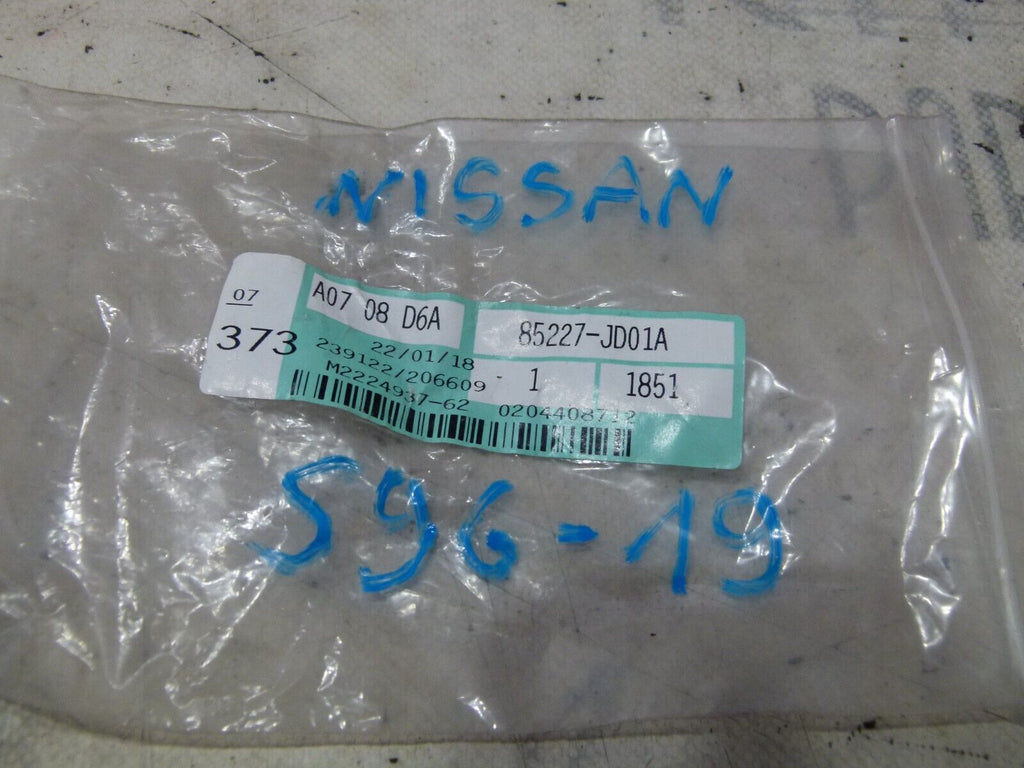 NISSAN
07
373
A07 08 D6A
85227-JD01A
22/01/18
239122/206609
1
1851
M2224937-62
0204408712
S96-19